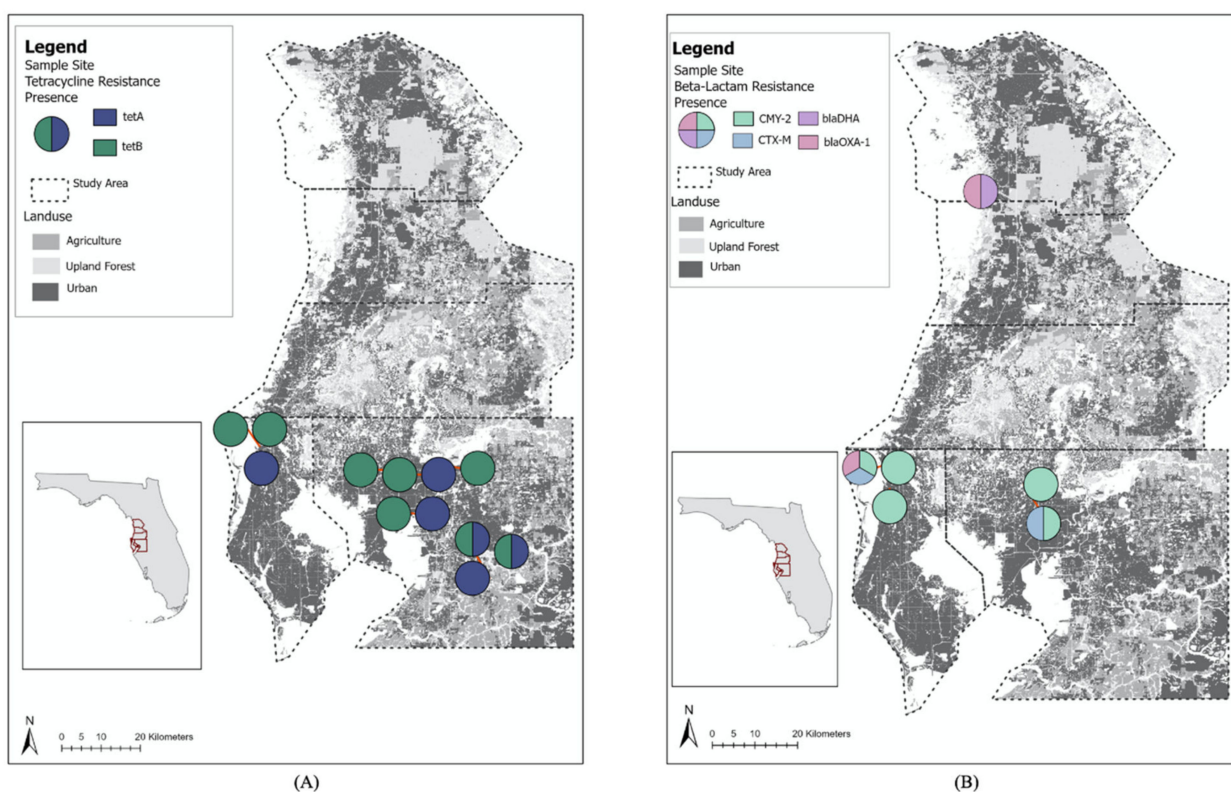 Legend
Sample Site
Tetracycline Resistance
Presence
tetA
tetB
Study Area
Landuse
Agriculture
Upland Forest
Urban
N
0 5 10 20 Kilometers
(A)
Legend
Sample Site
Beta-Lactam Resistance
Presence
CMY-2
blaDHA
CTX-M
blaOXA-1
Study Area
Landuse
Agriculture
Upland Forest
Urban
N
0 5 10 20 Kilometers
(B)